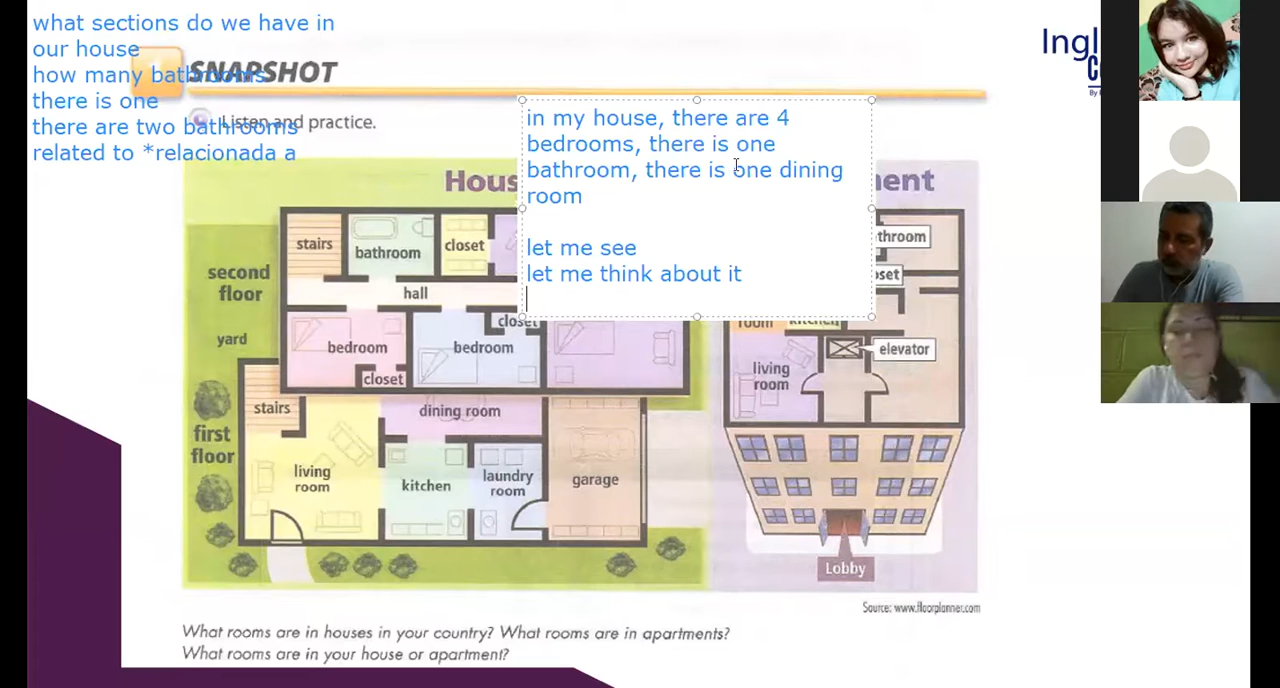 what sections do we have in
our house
how many bathrooms
there is one
there are two bathrooms
related to *relacionada a
SNAPSHOT
Listen and practice.
Ingl
By
in my house, there are 4
bedrooms, there is one
bathroom, there is one dining
room
let me see
let me think about it
Hous
ment
stairs
bathroom
closet
second
floor
hall
yard
bedroom
bedroom
closet
closet
throom
set
room
kitchen
elevator
living
room
stairs
dining room
first
floor
living
room
kitchen
laundry
room
garage
Lobby
Source: www.floorplanner.com
What rooms are in houses in your country? What rooms are in apartments?
What rooms are in your house or apartment?